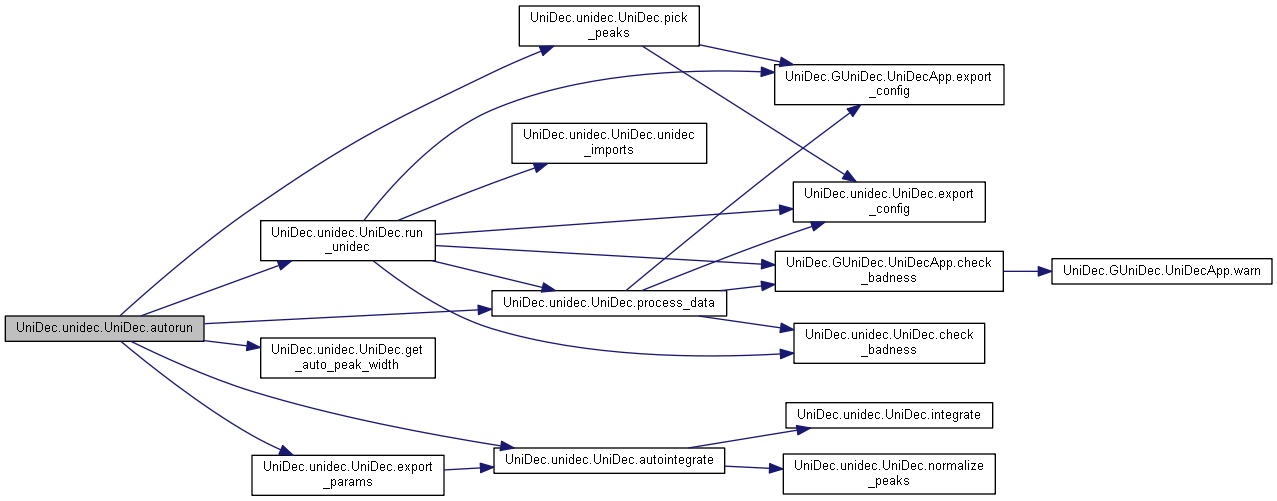 UniDec.unidec.UniDec.pick
_peaks
UniDec.GUniDec.UniDecApp.export
_config
UniDec.unidec.UniDec.unidec
_imports
UniDec.unidec.UniDec.export
_config
UniDec.unidec.UniDec.run
_unidec
UniDec.GUniDec.UniDecApp.check
_badness
UniDec.GUniDec.UniDecApp.warn
UniDec.unidec.UniDec.process_data
UniDec.unidec.UniDec.autorun
UniDec.unidec.UniDec.check
_badness
UniDec.unidec.UniDec.get
_auto_peak_width
UniDec.unidec.UniDec.integrate
UniDec.unidec.UniDec.autointegrate
UniDec.unidec.UniDec.export
_params
UniDec.unidec.UniDec.normalize
_peaks